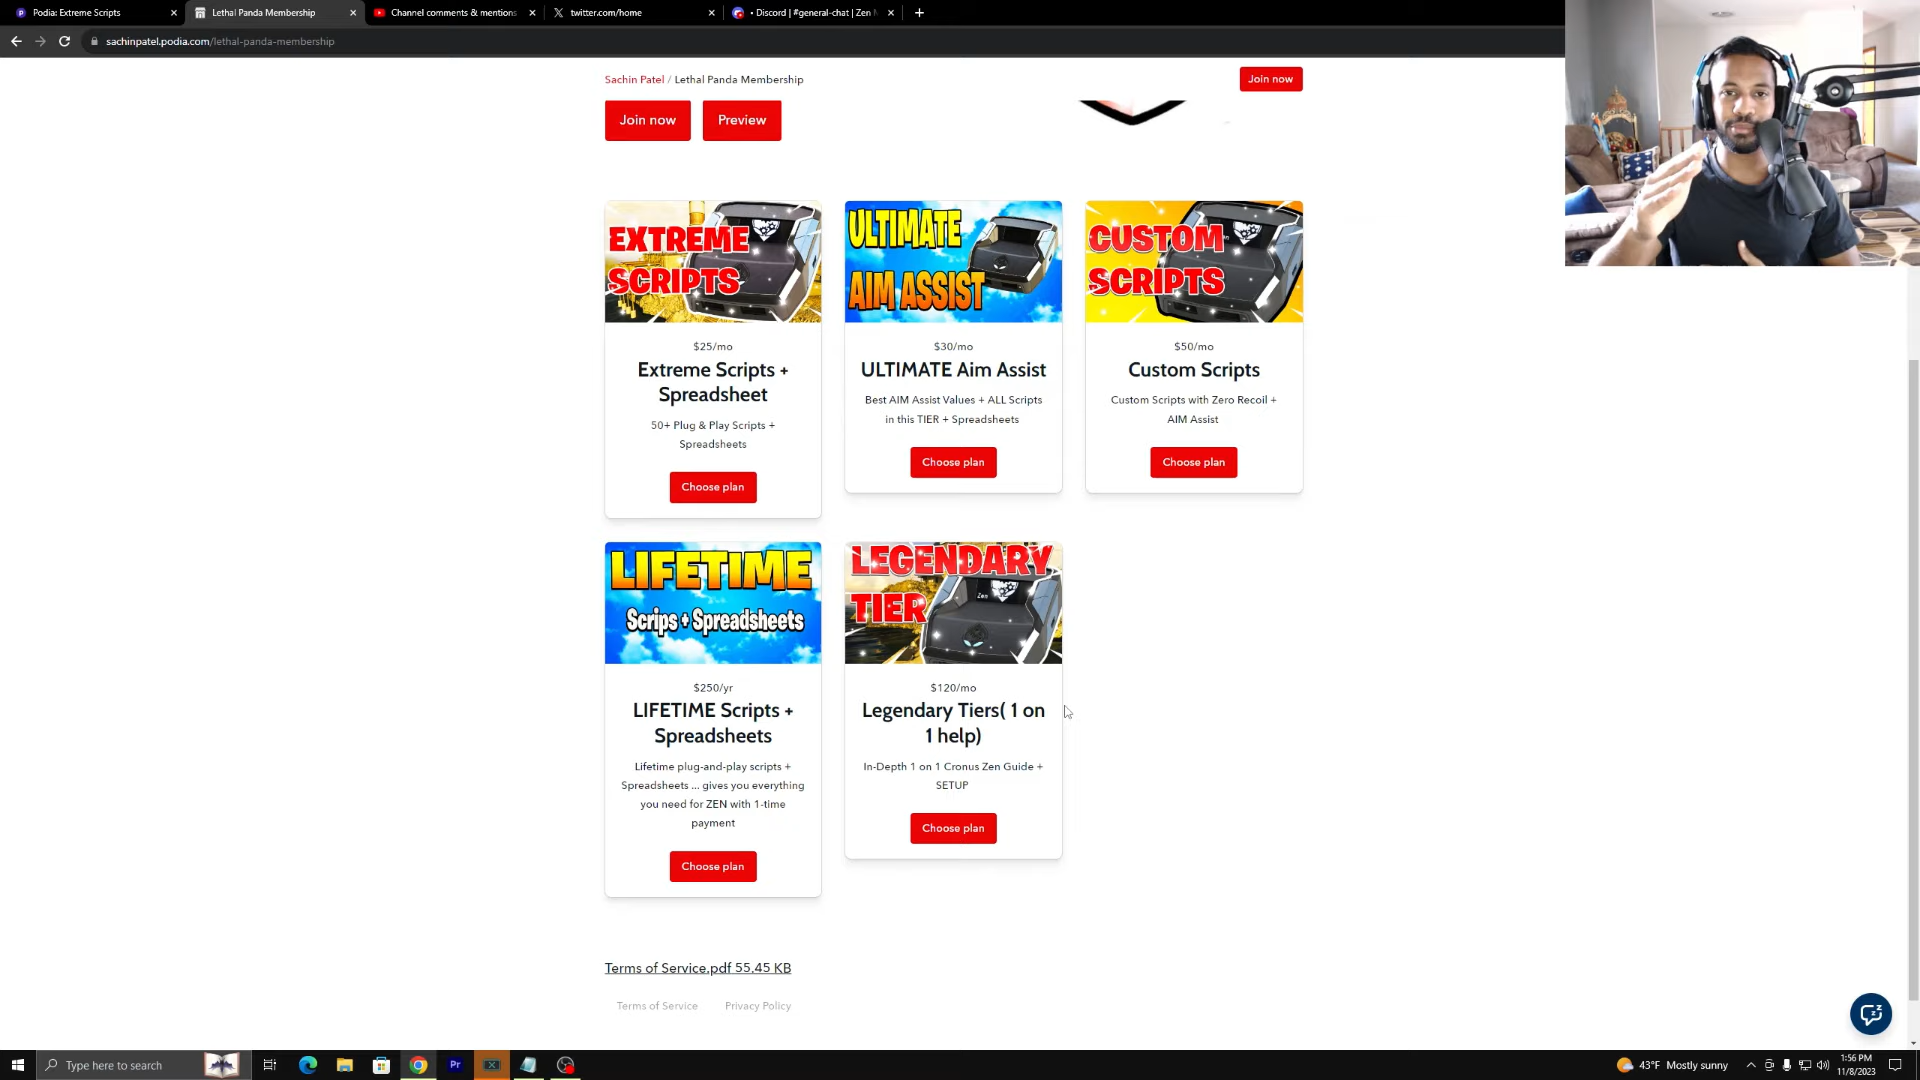 Podia: Extreme Scripts
Lethal Panda Membership
Channel comments & mentions
twitter.com/home
• Discord | #general-chat | Zen
sachinpatel.podia.com/lethal-panda-membership
Sachin Patel / Lethal Panda Membership
Join now
Join now
Preview
EXTREME
SCRIPTS
$25/mo
Extreme Scripts +
Spreadsheet
50+ Plug & Play Scripts +
Spreadsheets
Choose plan
ULTIMATE
AIM ASSIST
$30/mo
ULTIMATE Aim Assist
Best AIM Assist Values + ALL Scripts
in this TIER + Spreadsheets
Choose plan
CUSTOM
SCRIPTS
$50/mo
Custom Scripts
Custom Scripts with Zero Recoil +
AIM Assist
Choose plan
LIFETIME
Scrips + Spreadsheets
$250/yr
LIFETIME Scripts +
Spreadsheets
Lifetime plug-and-play scripts +
Spreadsheets ... gives you everything
you need for ZEN with 1-time
payment
Choose plan
LEGENDARY
TIER
Zen
$120/mo
Legendary Tiers( 1 on
1 help)
In-Depth 1 on 1 Cronus Zen Guide +
SETUP
Choose plan
Terms of Service.pdf 55.45 KB
Terms of Service
Privacy Policy
Type here to search
Pr
43°F Mostly sunny
1:56 PM
11/8/2023